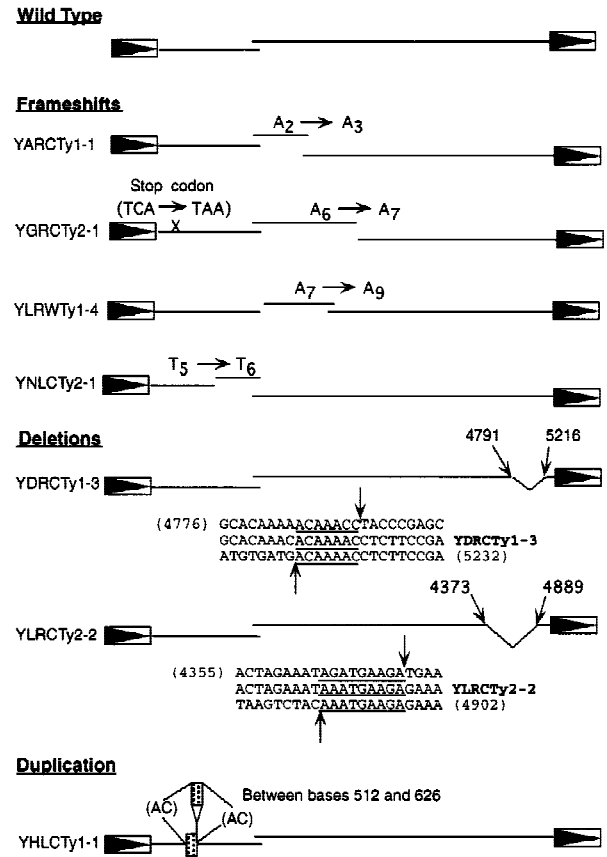 Wild Type
Frameshifts
A2 → A3
YARCTy1-1
Stop codon
(TCA → TAA)
A6 → A7
X
YGRCTy2-1
A7 → A9
YLRWTy1-4
T5 → T6
YNLCTy2-1
Deletions
4791 5216
YDRCTy1-3
(4776) GCACAAAAACAAACCTACCCGAGC
GCACAAACACAAAACCTCTTCCGA YDRCTy1-3
ATGTGATGACAAAACCTCTTCCGA (5232)
4373 4889
YLRCTy2-2
(4355) ACTAGAAATAGATGAAGATGAA
ACTAGAAATAAATGAAGAGAAA YLRCTy2-2
TAAGTCTACAAATGAAGAGAAA (4902)
Duplication
Between bases 512 and 626
(AC) (AC)
YHLCTy1-1